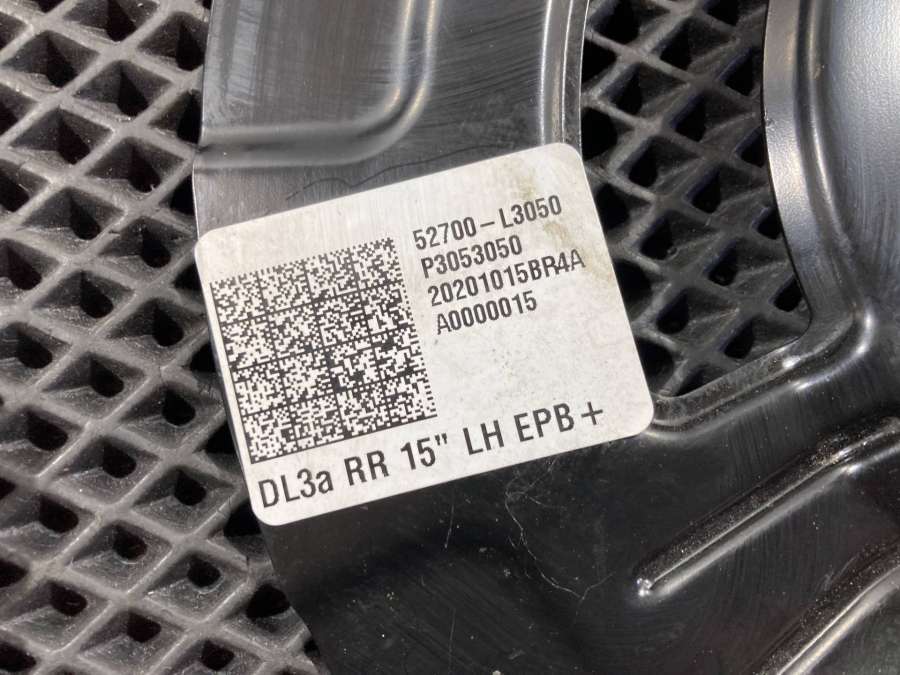 52700-L3050
P3053050
20201015BR4A
A0000015
DL3a RR 15" LH EPB+